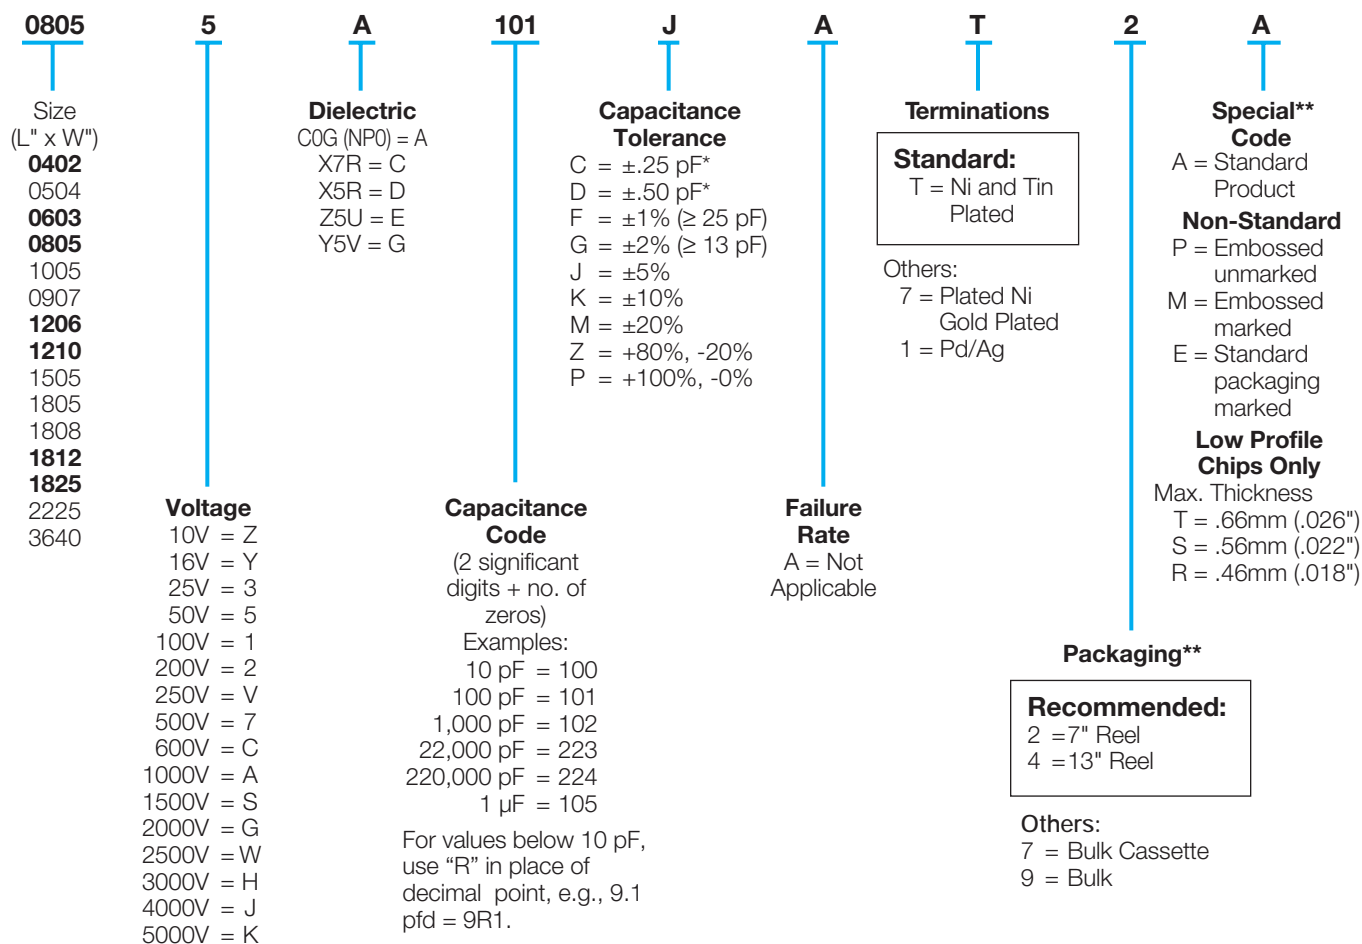 0805 5 A 101 J A T 2 A
Size
(L" x W")
0402
0504
0603
0805
1005
0907
1206
1210
1505
1805
1808
1812
1825
2225
3640
Voltage
10V = Z
16V = Y
25V = 3
50V = 5
100V = 1
200V = 2
250V = V
500V = 7
600V = C
1000V = A
1500V = S
2000V = G
2500V = W
3000V = H
4000V = J
5000V = K
Dielectric
C0G (NP0) = A
X7R = C
X5R = D
Z5U = E
Y5V = G
Capacitance
Code
(2 significant
digits + no. of
zeros)
Examples:
10 pF = 100
100 pF = 101
1,000 pF = 102
22,000 pF = 223
220,000 pF = 224
1 µF = 105
For values below 10 pF,
use “R” in place of
decimal point, e.g., 9.1
pfd = 9R1.
Capacitance
Tolerance
C = ±.25 pF*
D = ±.50 pF*
F = ±1% (≥ 25 pF)
G = ±2% (≥ 13 pF)
J = ±5%
K = ±10%
M = ±20%
Z = +80%, -20%
P = +100%, -0%
Failure
Rate
A = Not
Applicable
Terminations
Standard:
T = Ni and Tin
Plated
Others:
7 = Plated Ni
Gold Plated
1 = Pd/Ag
Packaging**
Recommended:
2 =7" Reel
4 =13" Reel
Others:
7 = Bulk Cassette
9 = Bulk
Special**
Code
A = Standard
Product
Non-Standard
P = Embossed
unmarked
M = Embossed
marked
E = Standard
packaging
marked
Low Profile
Chips Only
Max. Thickness
T = .66mm (.026")
S = .56mm (.022")
R = .46mm (.018")